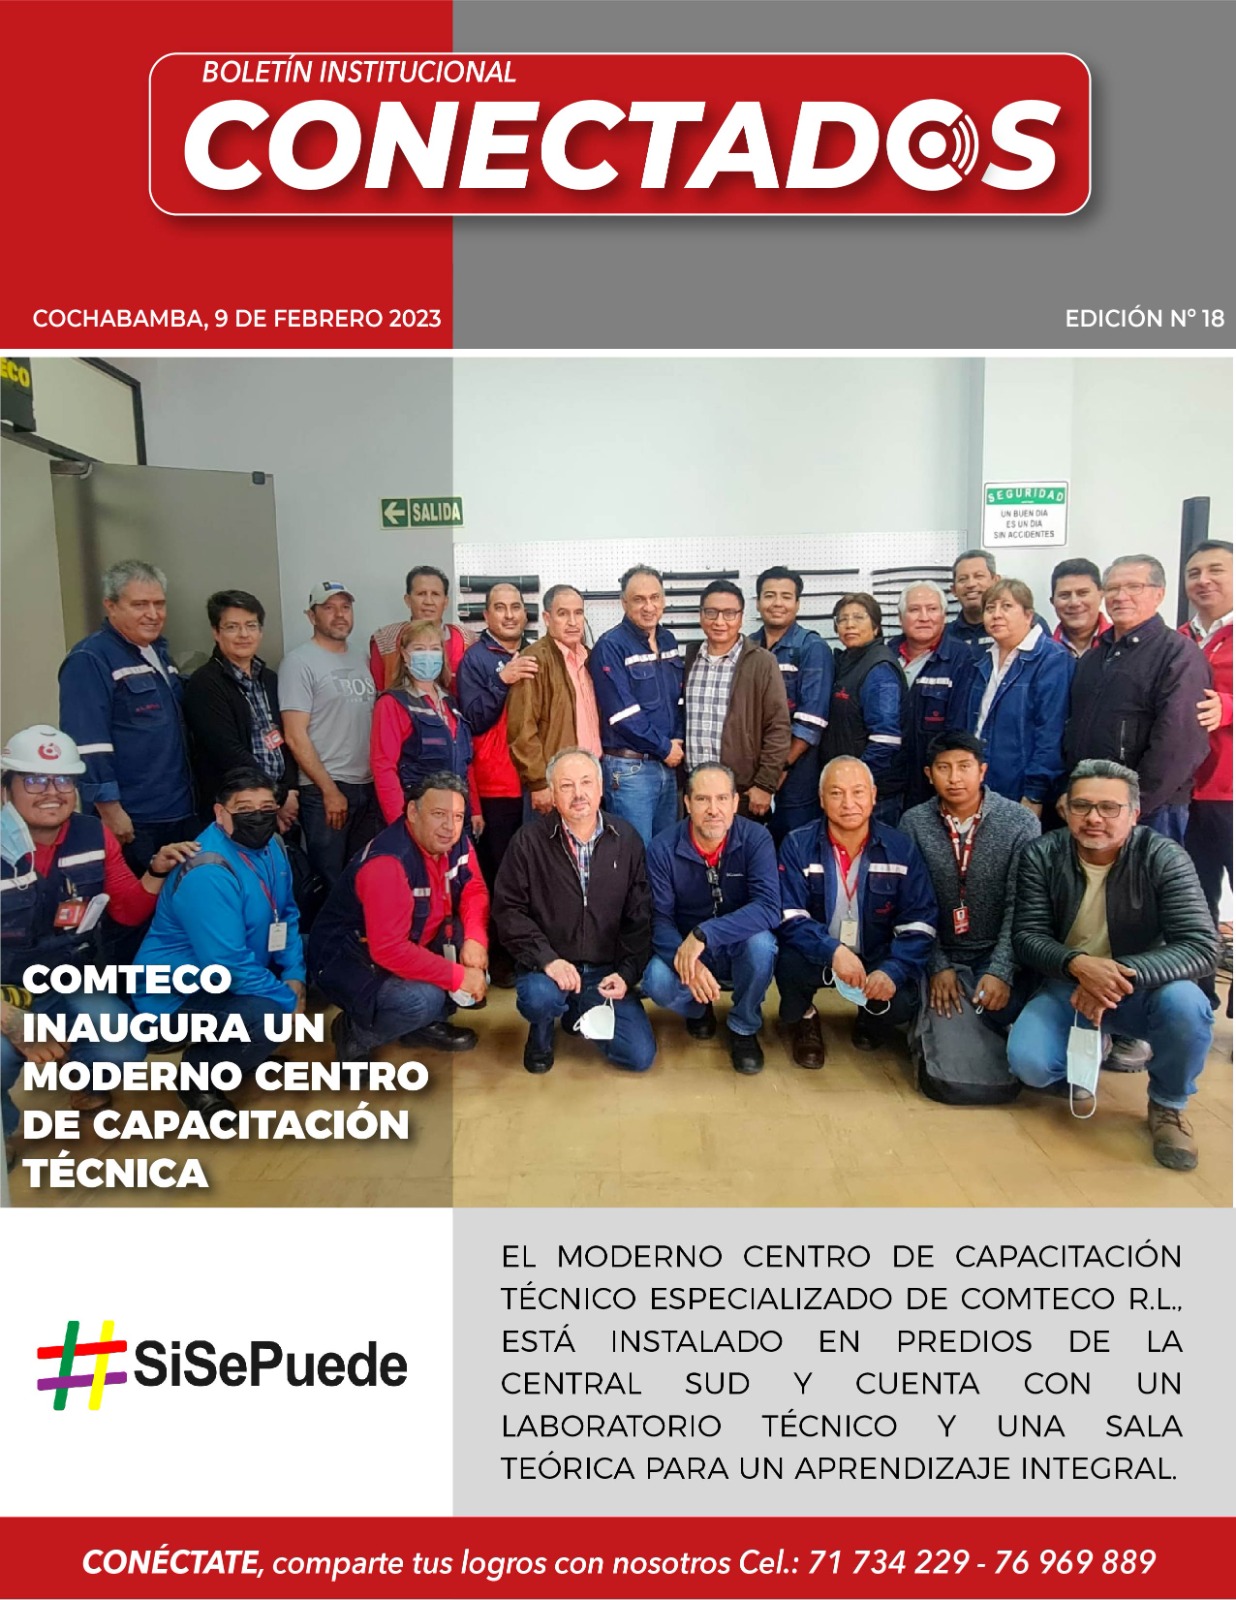 BOLETÍN INSTITUCIONAL
CONECTADOS
COCHABAMBA, 9 DE FEBRERO 2023
EDICIÓN Nº 18
ECO
SALIDA
SEGURIDAD
UN BUEN DIA
ES UN DIA
SIN ACCIDENTES
BOSS
COMTECO
INAUGURA UN
MODERNO CENTRO
DE CAPACITACIÓN
TÉCNICA
EL MODERNO CENTRO DE CAPACITACIÓN
TÉCNICO ESPECIALIZADO DE COMTECO R.L.,
ESTÁ INSTALADO EN PREDIOS DE LA
CENTRAL SUD Y CUENTA CON UN
LABORATORIO TÉCNICO Y UNA SALA
TEÓRICA PARA UN APRENDIZAJE INTEGRAL.
#SiSePuede
CONÉCTATE, comparte tus logros con nosotros Cel.: 71 734 229 - 76 969 889